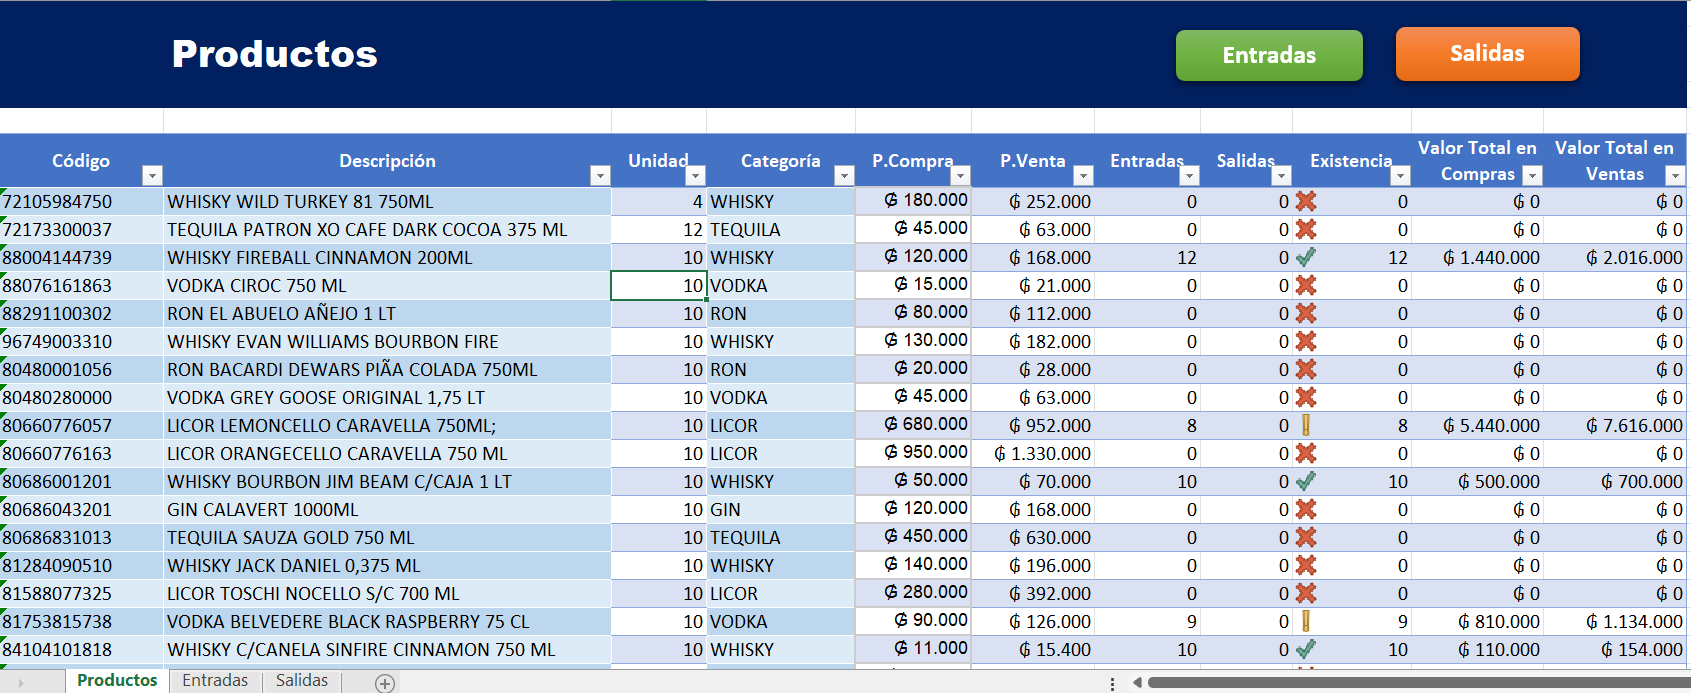 Productos Entradas Salidas
Código Descripción Unidad Categoría P.Compra P.Venta Entradas Salidas Existencia Valor Total en Compras Valor Total en Ventas
72105984750 WHISKY WILD TURKEY 81 750ML 4 WHISKY ₲ 180.000 ₲ 252.000 0 0 0 ₲ 0 ₲ 0
72173300037 TEQUILA PATRON XO CAFE DARK COCOA 375 ML 12 TEQUILA ₲ 45.000 ₲ 63.000 0 0 0 ₲ 0 ₲ 0
88004144739 WHISKY FIREBALL CINNAMON 200ML 10 WHISKY ₲ 120.000 ₲ 168.000 12 0 12 ₲ 1.440.000 ₲ 2.016.000
88076161863 VODKA CIROC 750 ML 10 VODKA ₲ 15.000 ₲ 21.000 0 0 0 ₲ 0 ₲ 0
88291100302 RON EL ABUELO AÑEJO 1 LT 10 RON ₲ 80.000 ₲ 112.000 0 0 0 ₲ 0 ₲ 0
96749003310 WHISKY EVAN WILLIAMS BOURBON FIRE 10 WHISKY ₲ 130.000 ₲ 182.000 0 0 0 ₲ 0 ₲ 0
80480001056 RON BACARDI DEWARS PIÑA COLADA 750ML 10 RON ₲ 20.000 ₲ 28.000 0 0 0 ₲ 0 ₲ 0
80480280000 VODKA GREY GOOSE ORIGINAL 1,75 LT 10 VODKA ₲ 45.000 ₲ 63.000 0 0 0 ₲ 0 ₲ 0
80660776057 LICOR LEMONCELLO CARAVELLA 750ML; 10 LICOR ₲ 680.000 ₲ 952.000 8 0 8 ₲ 5.440.000 ₲ 7.616.000
80660776163 LICOR ORANGECELLO CARAVELLA 750 ML 10 LICOR ₲ 950.000 ₲ 1.330.000 0 0 0 ₲ 0 ₲ 0
80686001201 WHISKY BOURBON JIM BEAM C/CAJA 1 LT 10 WHISKY ₲ 50.000 ₲ 70.000 10 0 10 ₲ 500.000 ₲ 700.000
80686043201 GIN CALAVERT 1000ML 10 GIN ₲ 120.000 ₲ 168.000 0 0 0 ₲ 0 ₲ 0
80686831013 TEQUILA SAUZA GOLD 750 ML 10 TEQUILA ₲ 450.000 ₲ 630.000 0 0 0 ₲ 0 ₲ 0
81284090510 WHISKY JACK DANIEL 0,375 ML 10 WHISKY ₲ 140.000 ₲ 196.000 0 0 0 ₲ 0 ₲ 0
81588077325 LICOR TOSCHI NOCELLO S/C 700 ML 10 LICOR ₲ 280.000 ₲ 392.000 0 0 0 ₲ 0 ₲ 0
81753815738 VODKA BELVEDERE BLACK RASPBERRY 75 CL 10 VODKA ₲ 90.000 ₲ 126.000 9 0 9 ₲ 810.000 ₲ 1.134.000
84104101818 WHISKY C/CANELA SINFIRE CINNAMON 750 ML 10 WHISKY ₲ 11.000 ₲ 15.400 10 0 10 ₲ 110.000 ₲ 154.000
Productos Entradas Salidas